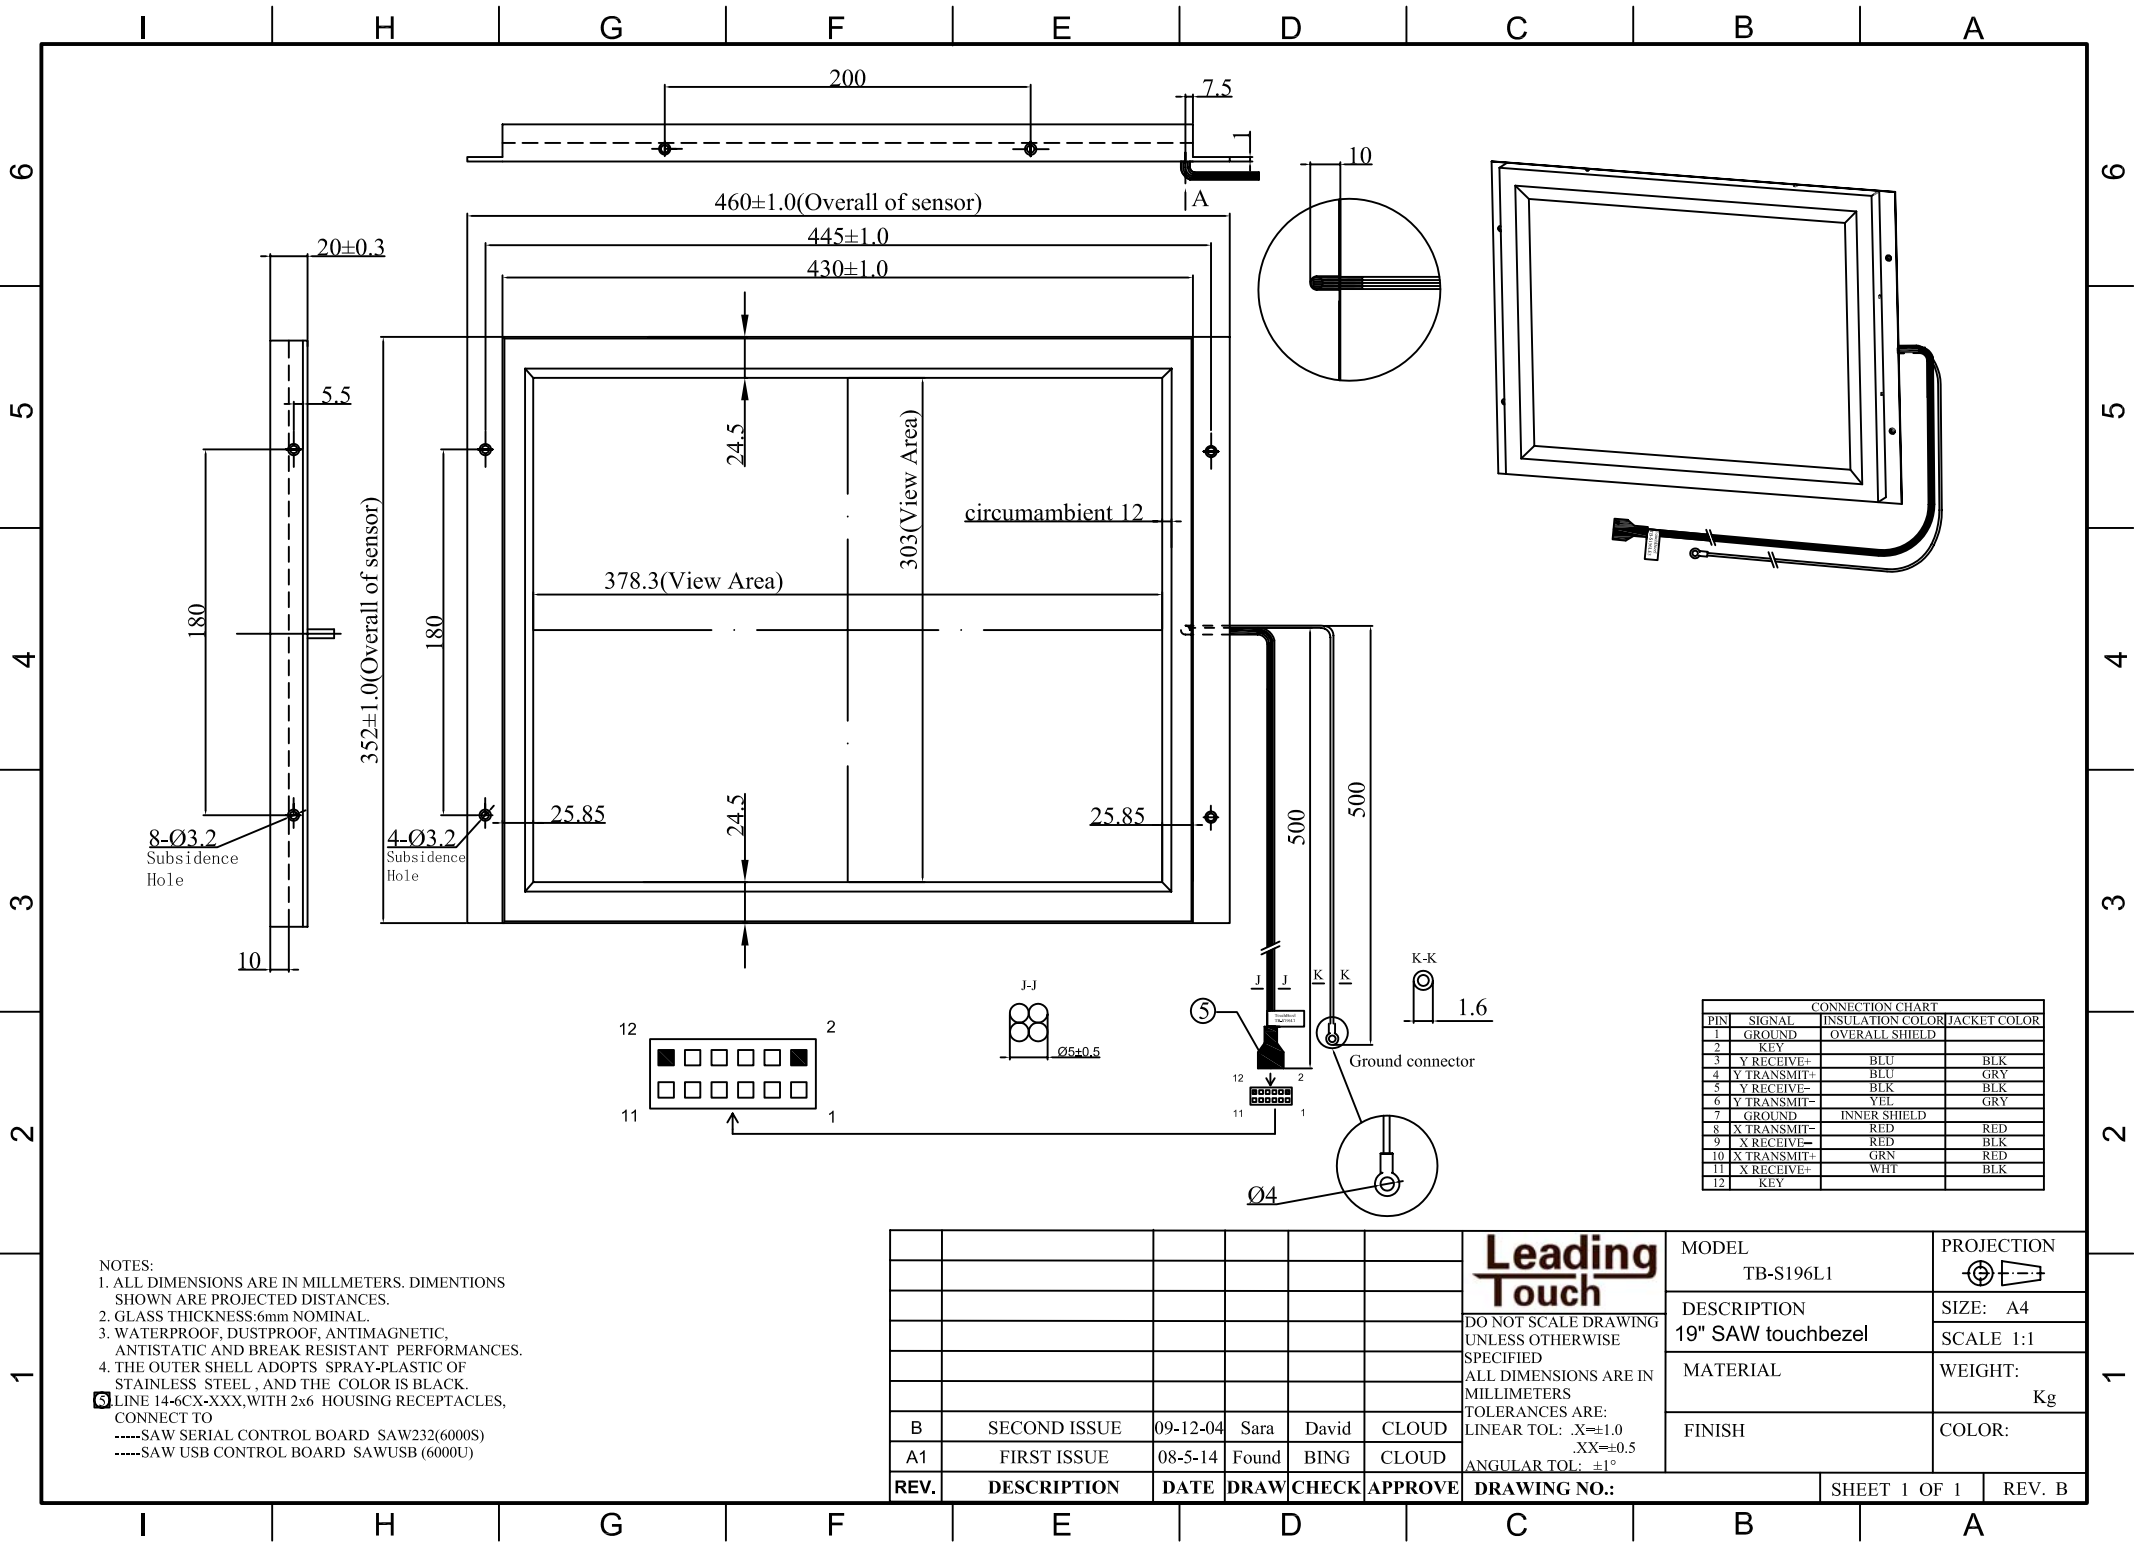 I H G F E D C B A
6
5
4
3
2
1
6
5
4
3
2
1
200
7.5
1
A
10
460±1.0(Overall of sensor)
445±1.0
430±1.0
20±0.3
5.5
180
10
8-Ø3.2
Subsidence
Hole
352±1.0(Overall of sensor)
180
4-Ø3.2
Subsidence
Hole
24.5
303(View Area)
circumambient 12
378.3(View Area)
25.85
24.5
25.85
500
500
J J K K
K-K
1.6
J-J
Ø5±0.5
5
Ground connector
12 2
11 1
12 2
11 1
Ø4
CONNECTION CHART
PIN SIGNAL INSULATION COLOR JACKET COLOR
1 GROUND OVERALL SHIELD
2 KEY
3 Y RECEIVE+ BLU BLK
4 Y TRANSMIT+ BLU GRY
5 Y RECEIVE- BLK BLK
6 Y TRANSMIT- YEL GRY
7 GROUND INNER SHIELD
8 X TRANSMIT- RED RED
9 X RECEIVE- RED BLK
10 X TRANSMIT+ GRN RED
11 X RECEIVE+ WHT BLK
12 KEY
NOTES:
1. ALL DIMENSIONS ARE IN MILLMETERS. DIMENTIONS
SHOWN ARE PROJECTED DISTANCES.
2. GLASS THICKNESS:6mm NOMINAL.
3. WATERPROOF, DUSTPROOF, ANTIMAGNETIC,
ANTISTATIC AND BREAK RESISTANT PERFORMANCES.
4. THE OUTER SHELL ADOPTS SPRAY-PLASTIC OF
STAINLESS STEEL , AND THE COLOR IS BLACK.
5.LINE 14-6CX-XXX,WITH 2x6 HOUSING RECEPTACLES,
CONNECT TO
-----SAW SERIAL CONTROL BOARD SAW232(6000S)
-----SAW USB CONTROL BOARD SAWUSB (6000U)
B SECOND ISSUE 09-12-04 Sara David CLOUD
A1 FIRST ISSUE 08-5-14 Found BING CLOUD
REV. DESCRIPTION DATE DRAW CHECK APPROVE
Leading
Touch
DO NOT SCALE DRAWING
UNLESS OTHERWISE
SPECIFIED
ALL DIMENSIONS ARE IN
MILLIMETERS
TOLERANCES ARE:
LINEAR TOL: .X=±1.0
.XX=±0.5
ANGULAR TOL: ±1°
DRAWING NO.:
MODEL
TB-S196L1
DESCRIPTION
19" SAW touchbezel
MATERIAL
FINISH
PROJECTION
SIZE: A4
SCALE 1:1
WEIGHT:
Kg
COLOR:
SHEET 1 OF 1
REV. B
I H G F E D C B A